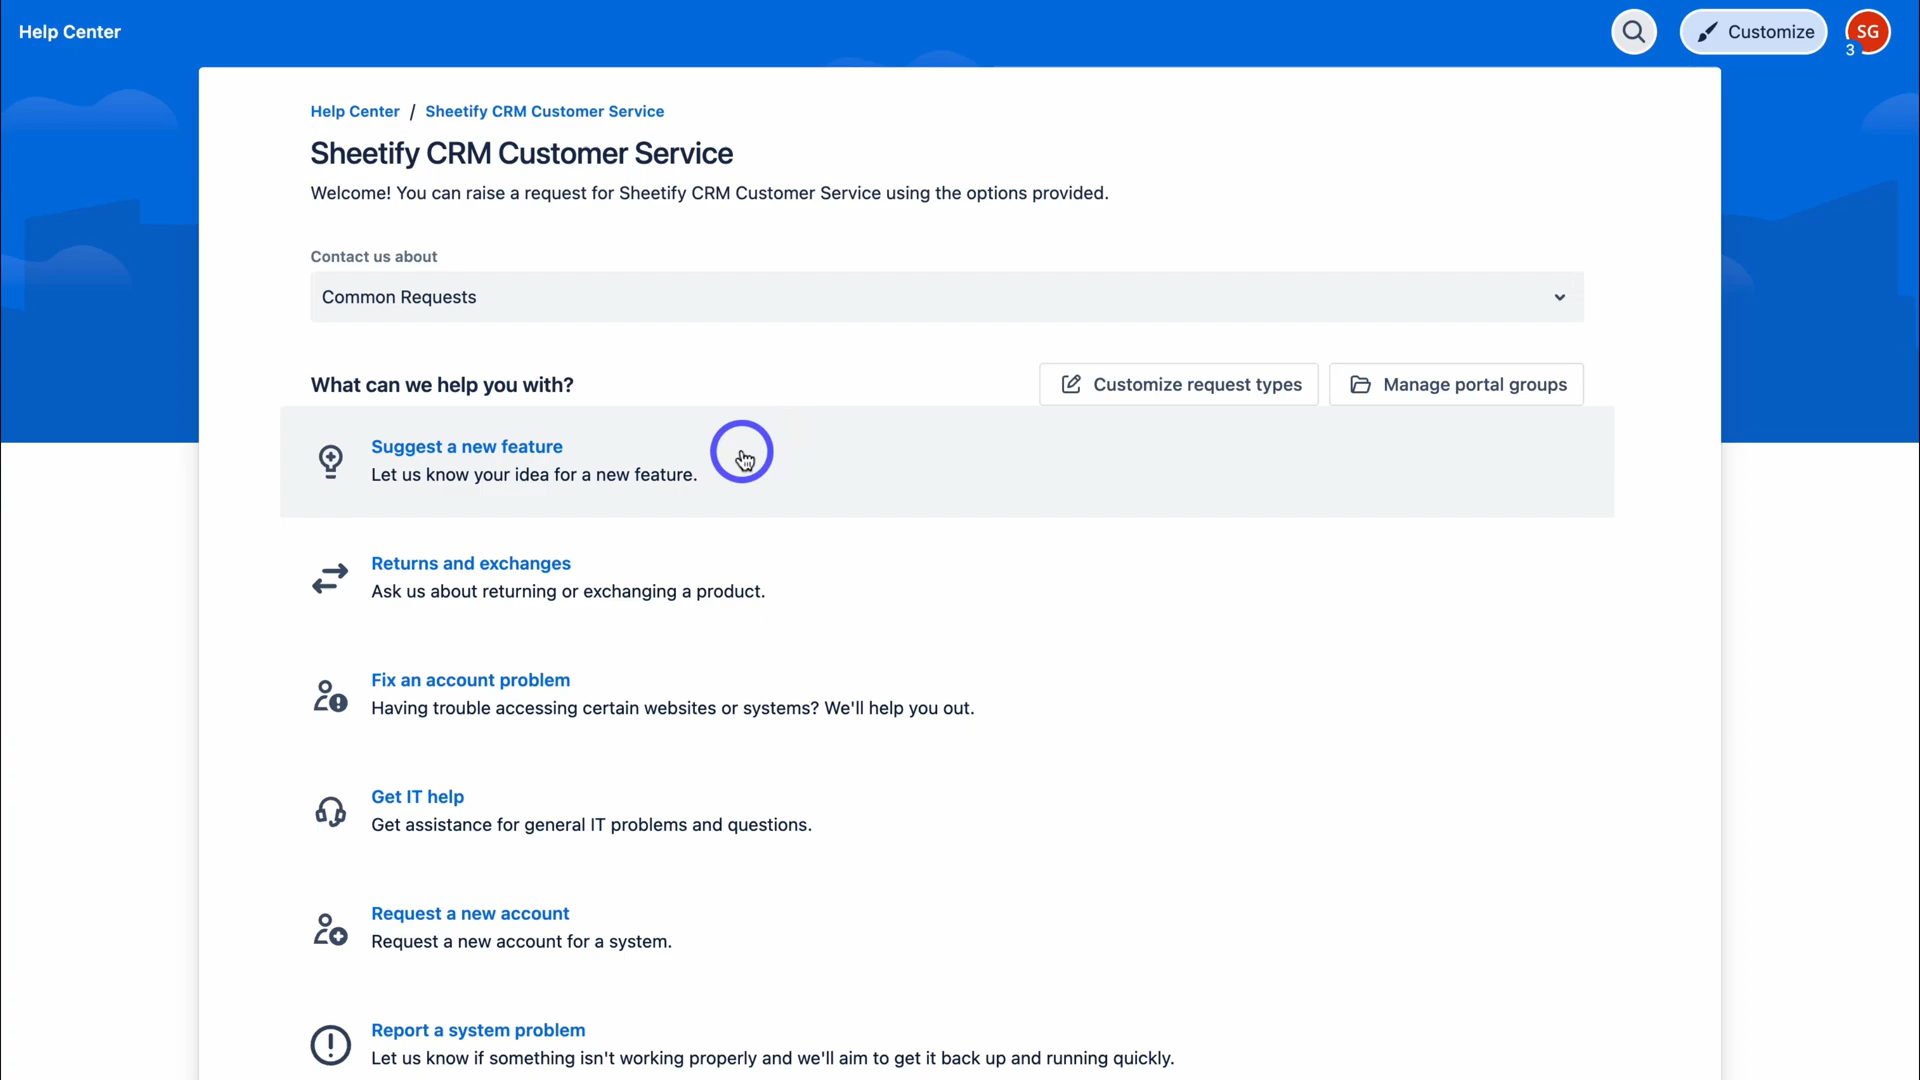 Help Center
Customize
SG
3
Help Center / Sheetify CRM Customer Service
Sheetify CRM Customer Service
Welcome! You can raise a request for Sheetify CRM Customer Service using the options provided.
Contact us about
Common Requests
What can we help you with?
Customize request types
Manage portal groups
Suggest a new feature
Let us know your idea for a new feature.
Returns and exchanges
Ask us about returning or exchanging a product.
Fix an account problem
Having trouble accessing certain websites or systems? We'll help you out.
Get IT help
Get assistance for general IT problems and questions.
Request a new account
Request a new account for a system.
Report a system problem
Let us know if something isn't working properly and we'll aim to get it back up and running quickly.